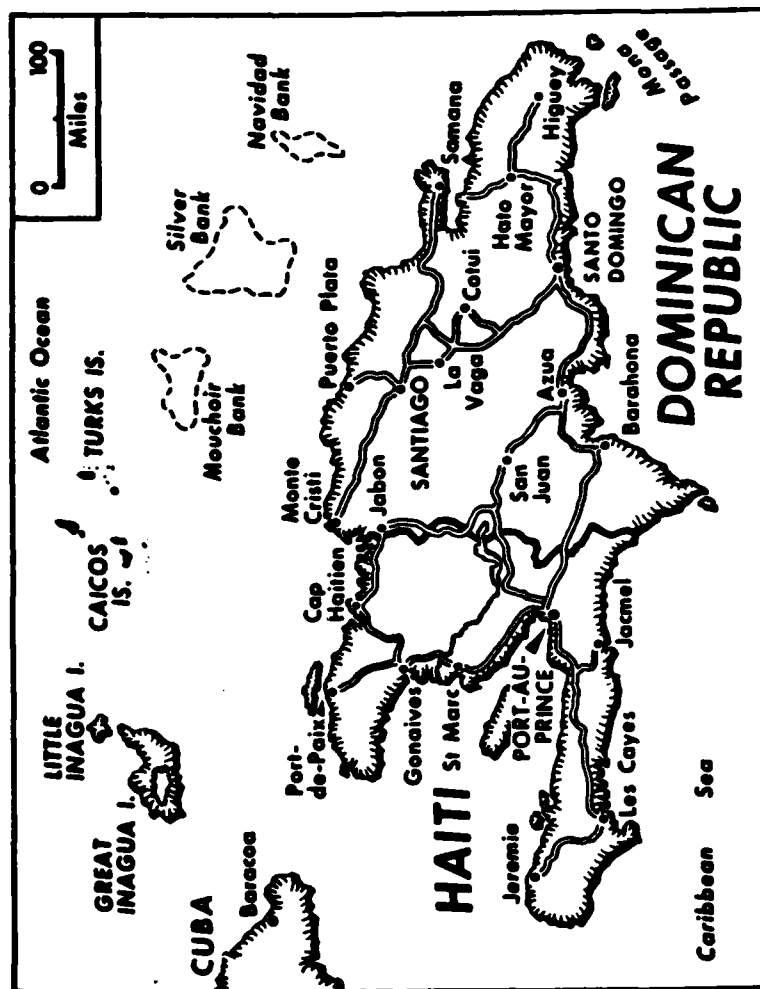 Atlantic Ocean
0
100
Miles
CUBA
Baracoa
GREAT
INAGUA I.
LITTLE
INAGUA I.
CAICOS
IS.
TURKS IS.
Mouchoir
Bank
Silver
Bank
Navidad
Bank
Port-
de-Paix
Cap
Haitien
Monte
Cristi
Jabon
Puerto Plata
SANTIAGO
La
Vaga
Cotui
Samana
Gonaives
St Marc
HAITI
PORT-AU-
PRINCE
San
Juan
Azua
Hato
Mayor
Higuey
Mona
Passage
Jeremie
Les Cayes
Jacmel
Barahona
SANTO
DOMINGO
DOMINICAN
REPUBLIC
Caribbean Sea